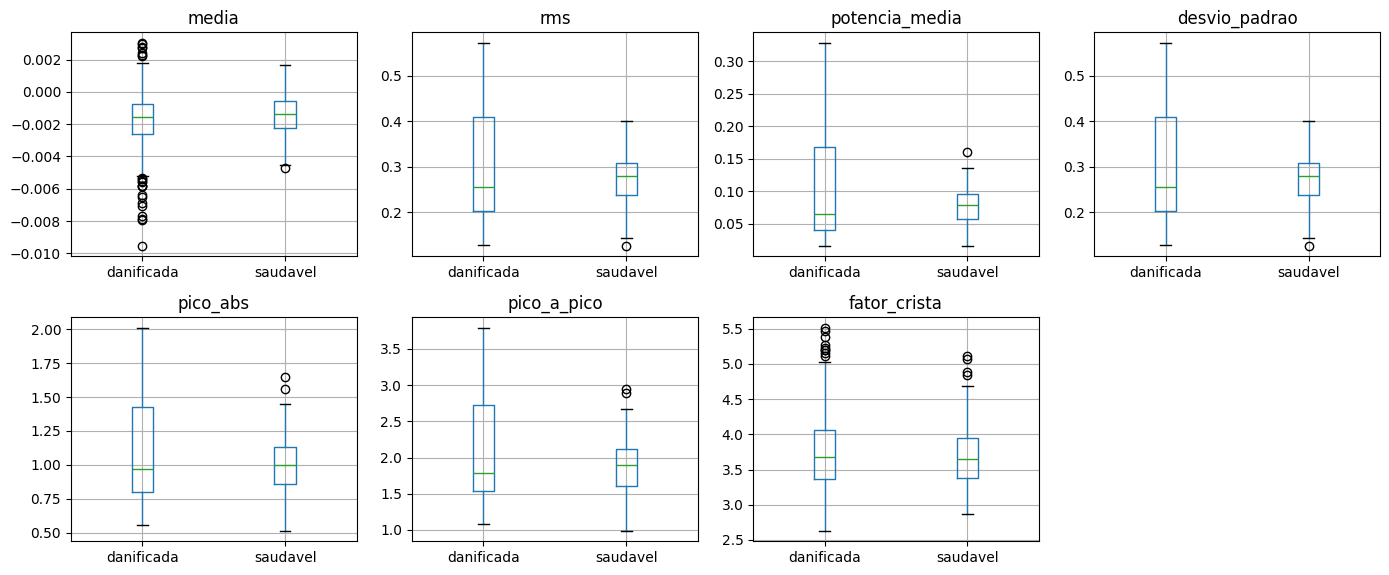 media
0.002
0.000
−0.002
−0.004
−0.006
−0.008
−0.010
danificada saudavel
rms
0.5
0.4
0.3
0.2
danificada saudavel
potencia_media
0.30
0.25
0.20
0.15
0.10
0.05
danificada saudavel
desvio_padrao
0.5
0.4
0.3
0.2
danificada saudavel
pico_abs
2.00
1.75
1.50
1.25
1.00
0.75
0.50
danificada saudavel
pico_a_pico
3.5
3.0
2.5
2.0
1.5
1.0
danificada saudavel
fator_crista
5.5
5.0
4.5
4.0
3.5
3.0
2.5
danificada saudavel